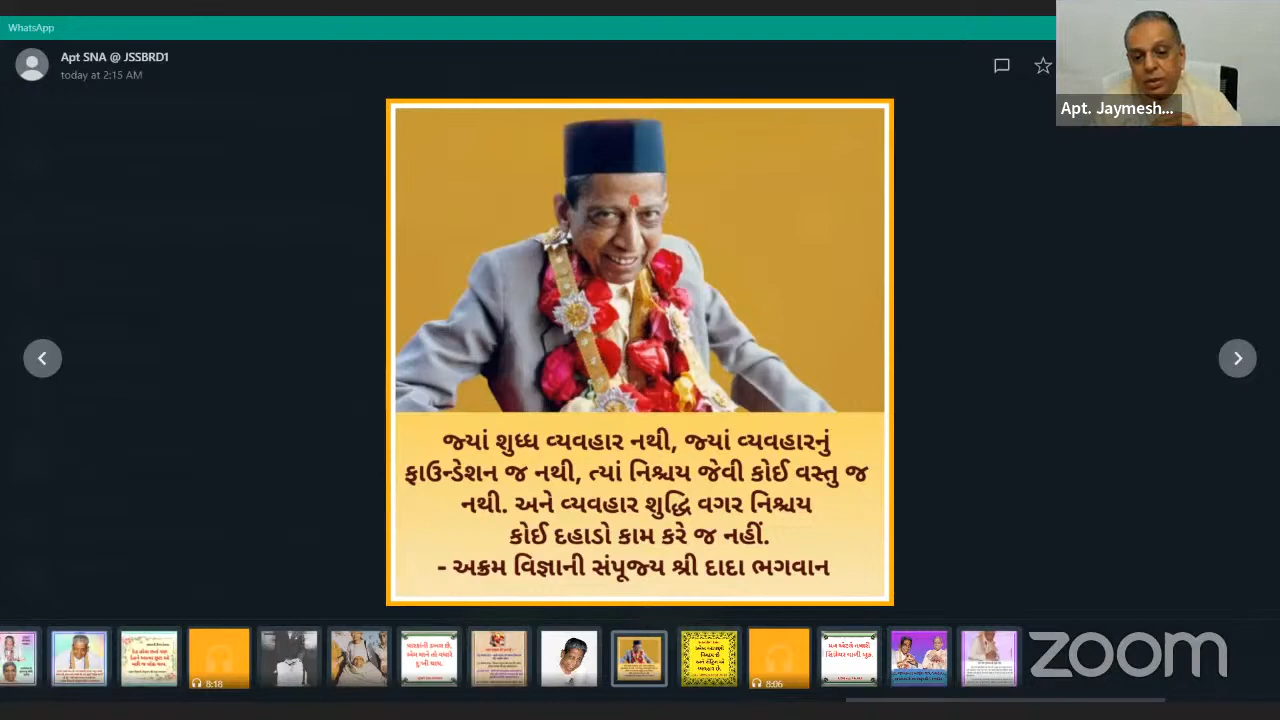 WhatsApp
Apt SNA @ JSSBRD1
today at 2:15 AM
Apt. Jaymesh...
જ્યાં શુધ્ધ વ્યવહાર નથી, જ્યાં વ્યવહારનું
ફાઉન્ડેશન જ નથી, ત્યાં નિશ્ચય જેવી કોઈ વસ્તુ જ
નથી. અને વ્યવહાર શુદ્ધિ વગર નિશ્ચય
કોઈ દહાડો કામ કરે જ નહીં.
- અક્રમ વિજ્ઞાની સંપૂજ્ય શ્રી દાદા ભગવાન
8:18
8:06
zoom